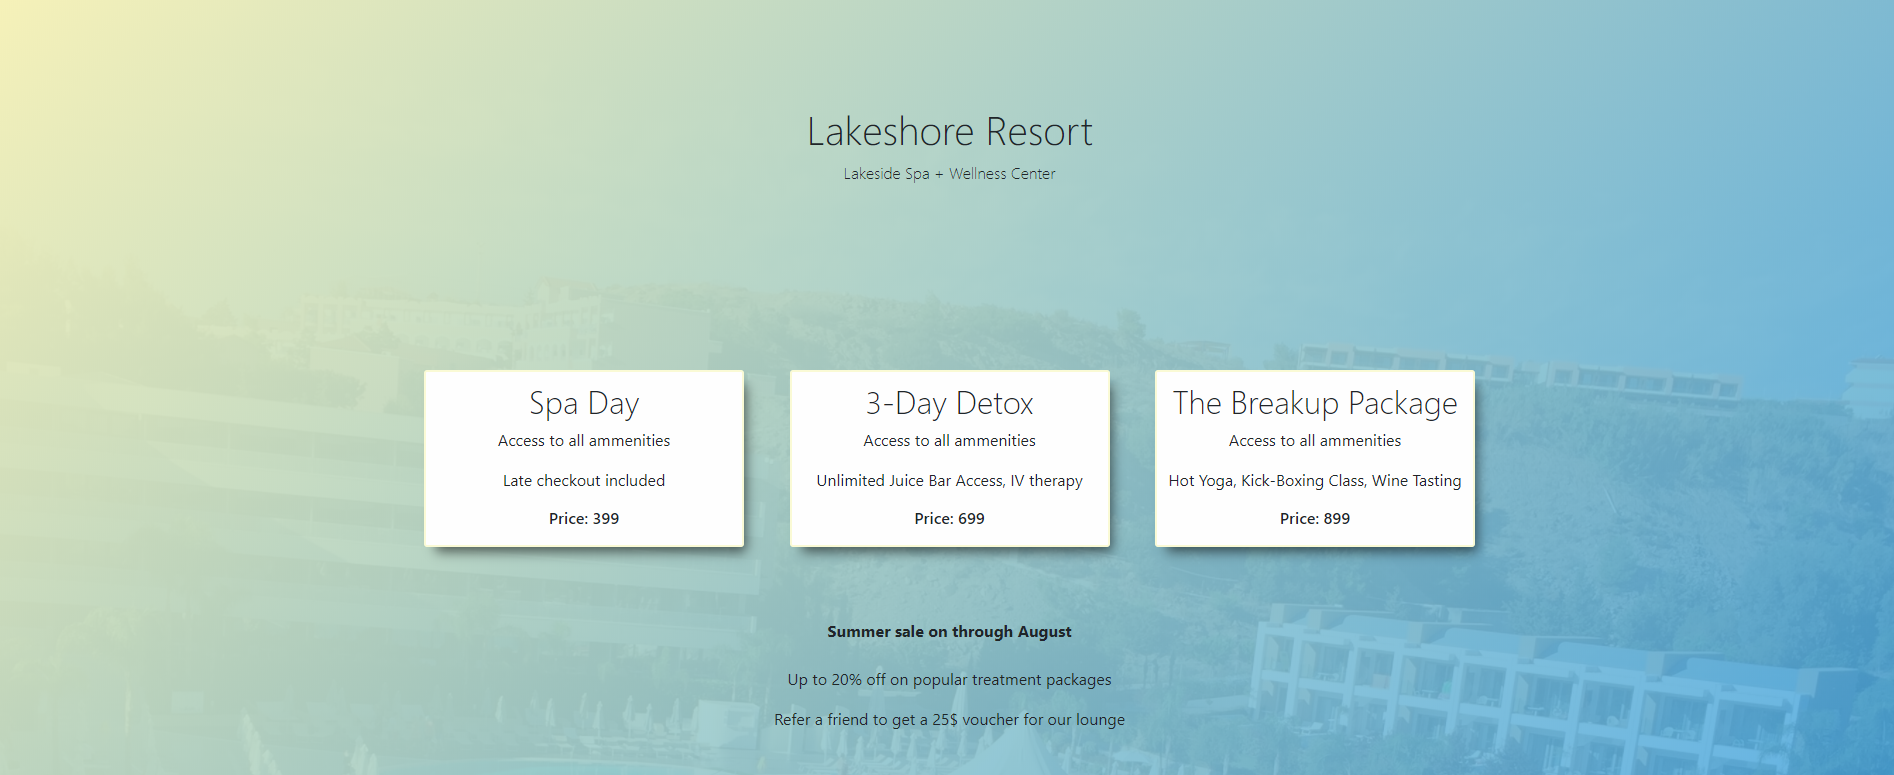 Lakeshore Resort
Lakeside Spa + Wellness Center
Spa Day
Access to all ammenities
Late checkout included
Price: 399
3-Day Detox
Access to all ammenities
Unlimited Juice Bar Access, IV therapy
Price: 699
The Breakup Package
Access to all ammenities
Hot Yoga, Kick-Boxing Class, Wine Tasting
Price: 899
Summer sale on through August
Up to 20% off on popular treatment packages
Refer a friend to get a 25$ voucher for our lounge